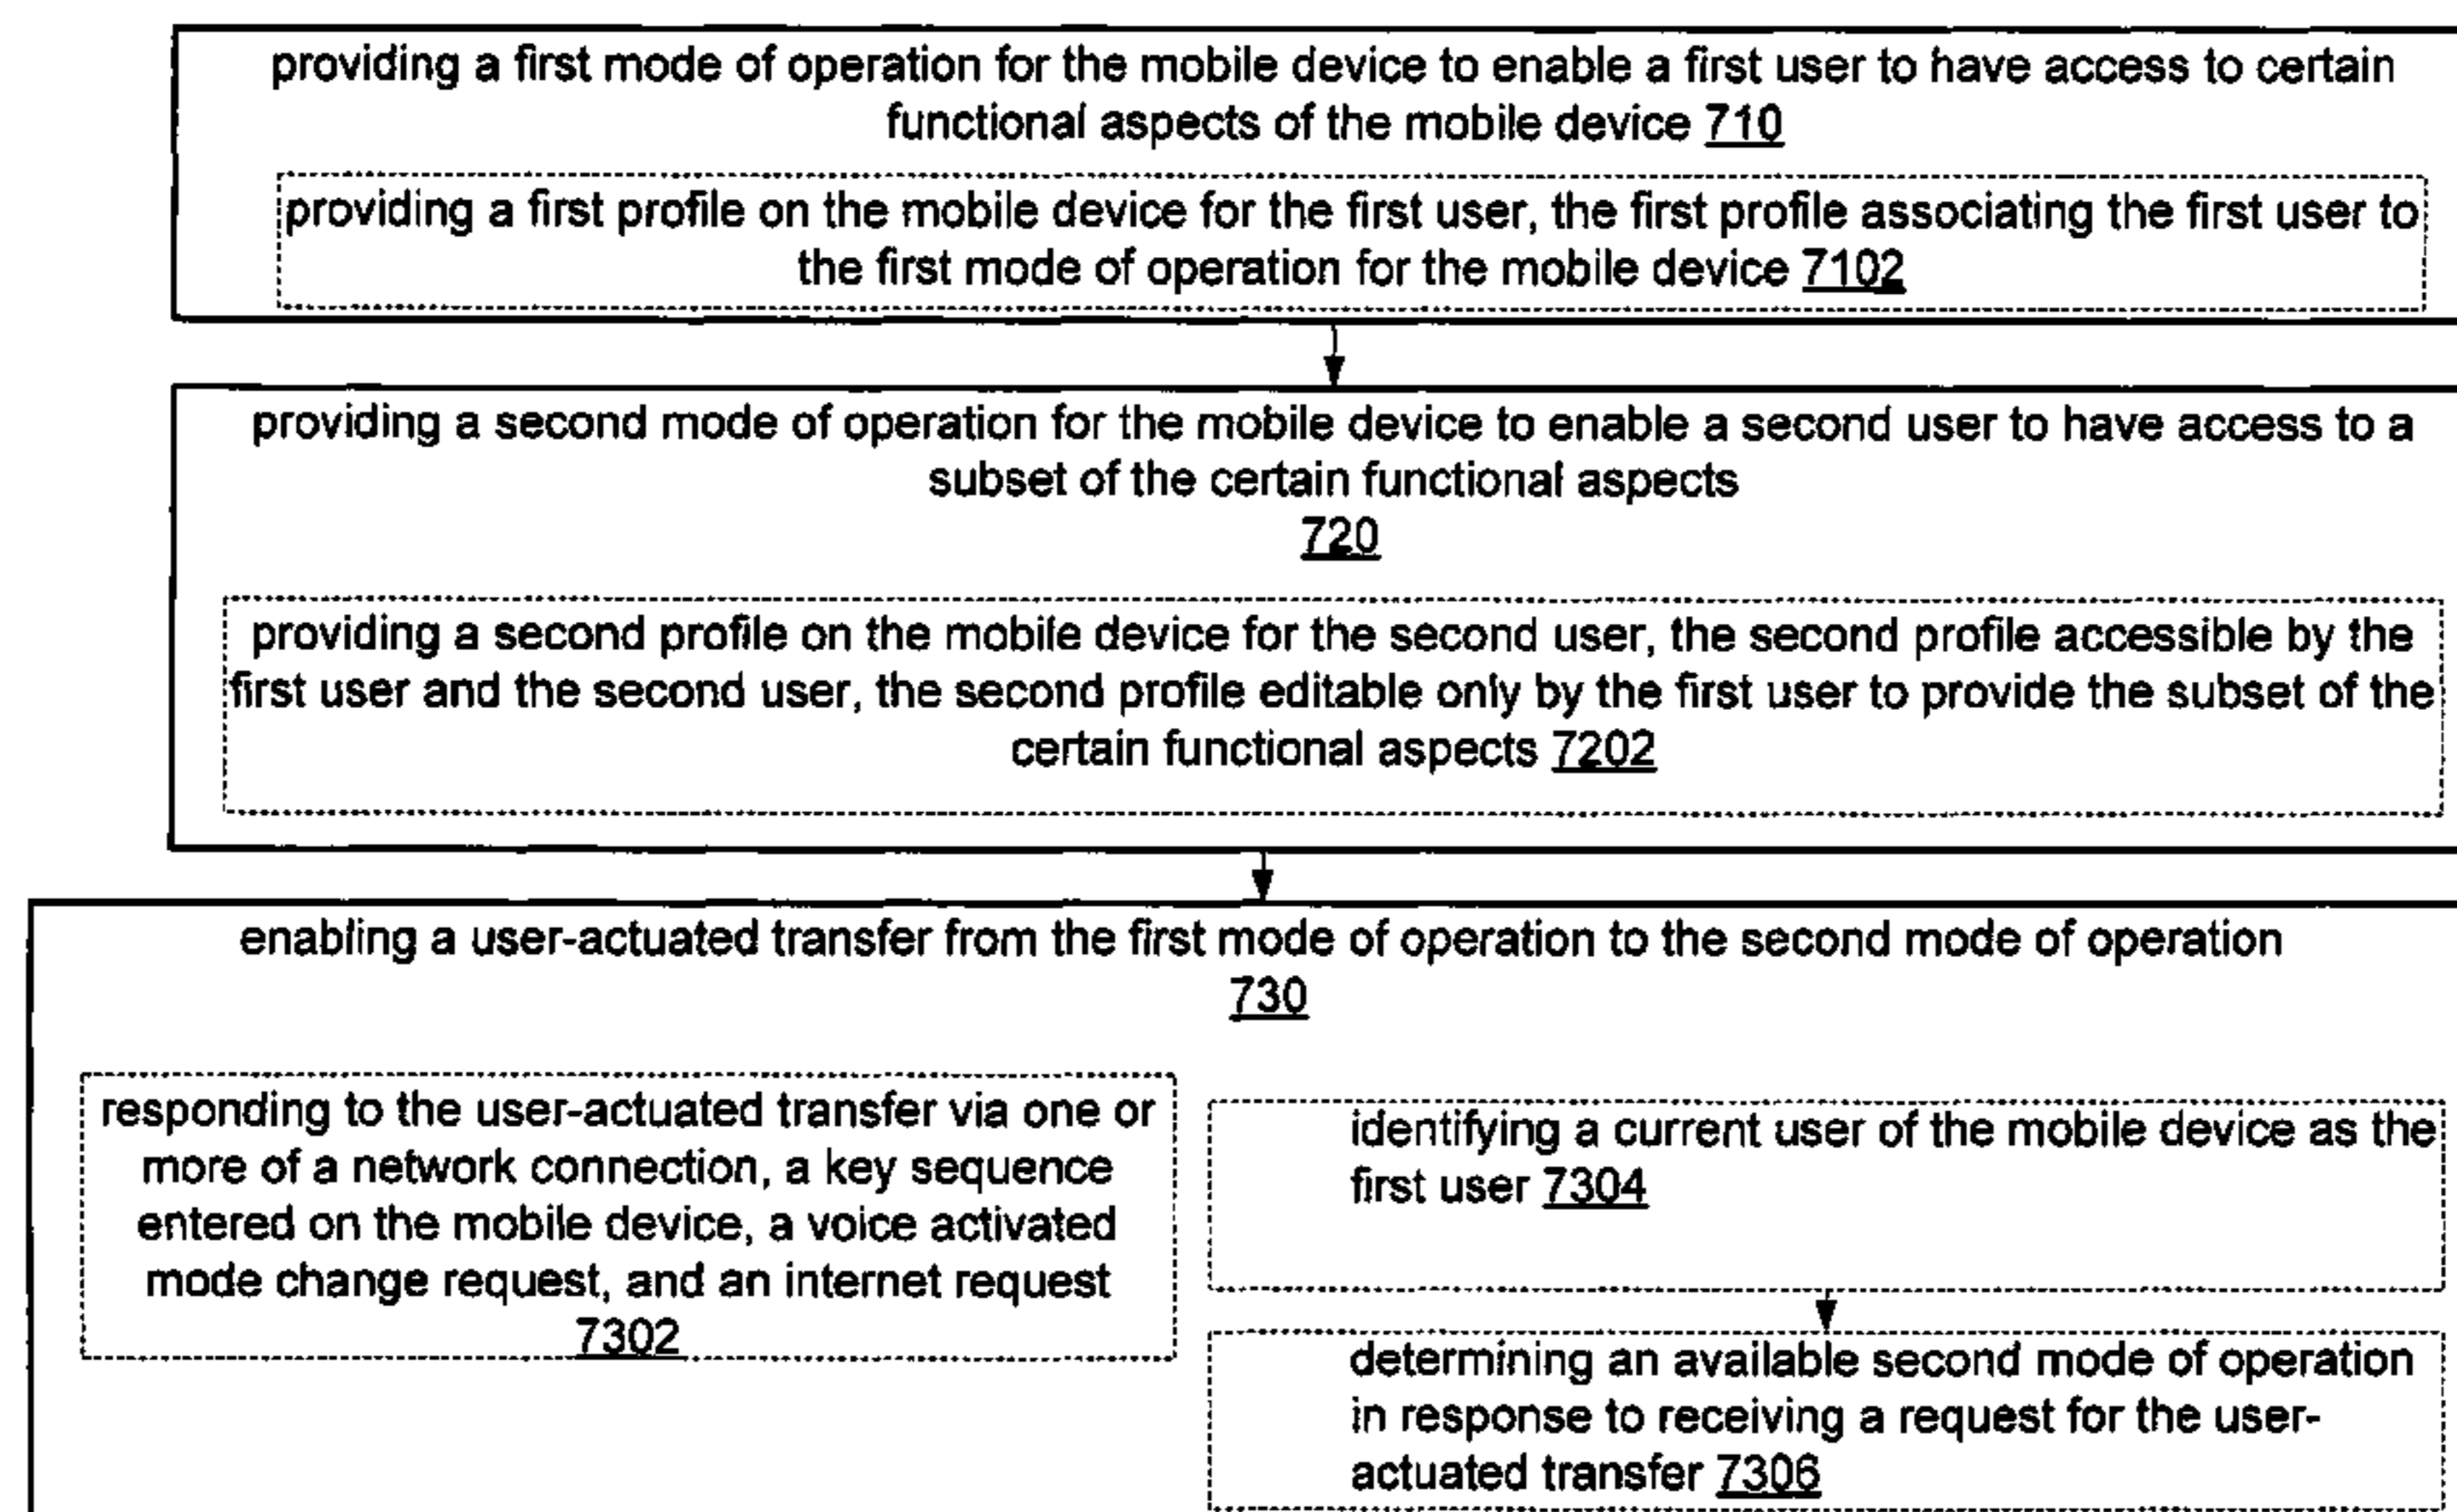 providing a first mode of operation for the mobile device to enable a first user to have access to certain
functional aspects of the mobile device 710
providing a first profile on the mobile device for the first user, the first profile associating the first user to
the first mode of operation for the mobile device 7102
providing a second mode of operation for the mobile device to enable a second user to have access to a
subset of the certain functional aspects
720
providing a second profile on the mobile device for the second user, the second profile accessible by the
first user and the second user, the second profile editable only by the first user to provide the subset of the
certain functional aspects 7202
enabling a user-actuated transfer from the first mode of operation to the second mode of operation
730
responding to the user-actuated transfer via one or
more of a network connection, a key sequence
entered on the mobile device, a voice activated
mode change request, and an internet request
7302
identifying a current user of the mobile device as the
first user 7304
determining an available second mode of operation
in response to receiving a request for the user-
actuated transfer 7306